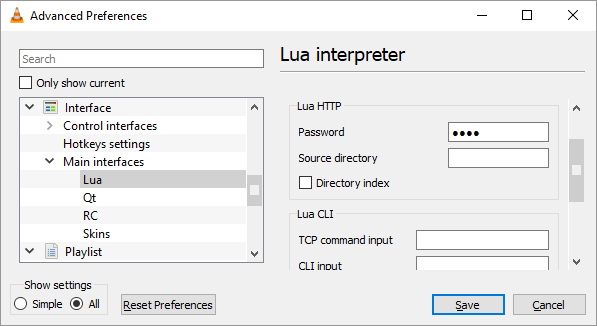 Advanced Preferences
Search
Only show current
Interface
Control interfaces
Hotkeys settings
Main interfaces
Lua
Qt
RC
Skins
Playlist
Lua interpreter
Lua HTTP
Password ●●●●
Source directory
Directory index
Lua CLI
TCP command input
CLI input
Show settings
Simple All
Reset Preferences
Save
Cancel